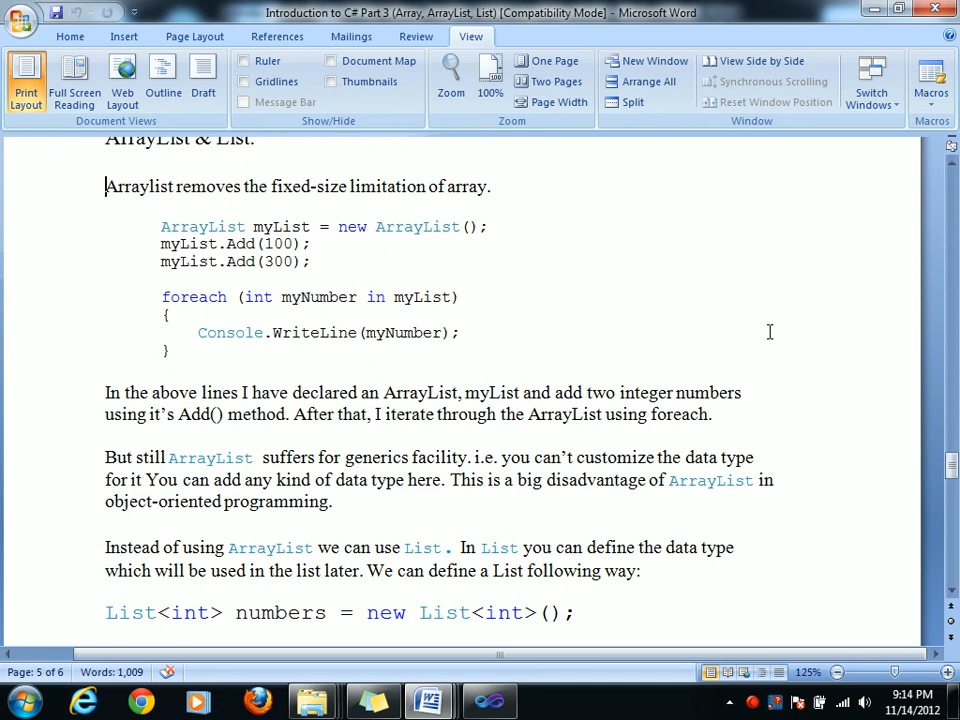 Introduction to C# Part 3 (Array, ArrayList, List) [Compatibility Mode] - Microsoft Word
Home Insert Page Layout References Mailings Review View
Print Layout
Full Screen Reading
Web Layout
Outline
Draft
Document Views
Ruler
Gridlines
Message Bar
Document Map
Thumbnails
Show/Hide
Zoom
100%
One Page
Two Pages
Page Width
Zoom
New Window
Arrange All
Split
View Side by Side
Synchronous Scrolling
Reset Window Position
Window
Switch Windows
Macros
Macros
ArrayList & List.
Arraylist removes the fixed-size limitation of array.
ArrayList myList = new ArrayList();
myList.Add(100);
myList.Add(300);
foreach (int myNumber in myList)
{
Console.WriteLine(myNumber);
}
In the above lines I have declared an ArrayList, myList and add two integer numbers
using it’s Add() method. After that, I iterate through the ArrayList using foreach.
But still ArrayList suffers for generics facility. i.e. you can’t customize the data type
for it You can add any kind of data type here. This is a big disadvantage of ArrayList in
object-oriented programming.
Instead of using ArrayList we can use List. In List you can define the data type
which will be used in the list later. We can define a List following way:
List<int> numbers = new List<int>();
Page: 5 of 6 Words: 1,009 125%
9:14 PM
11/14/2012